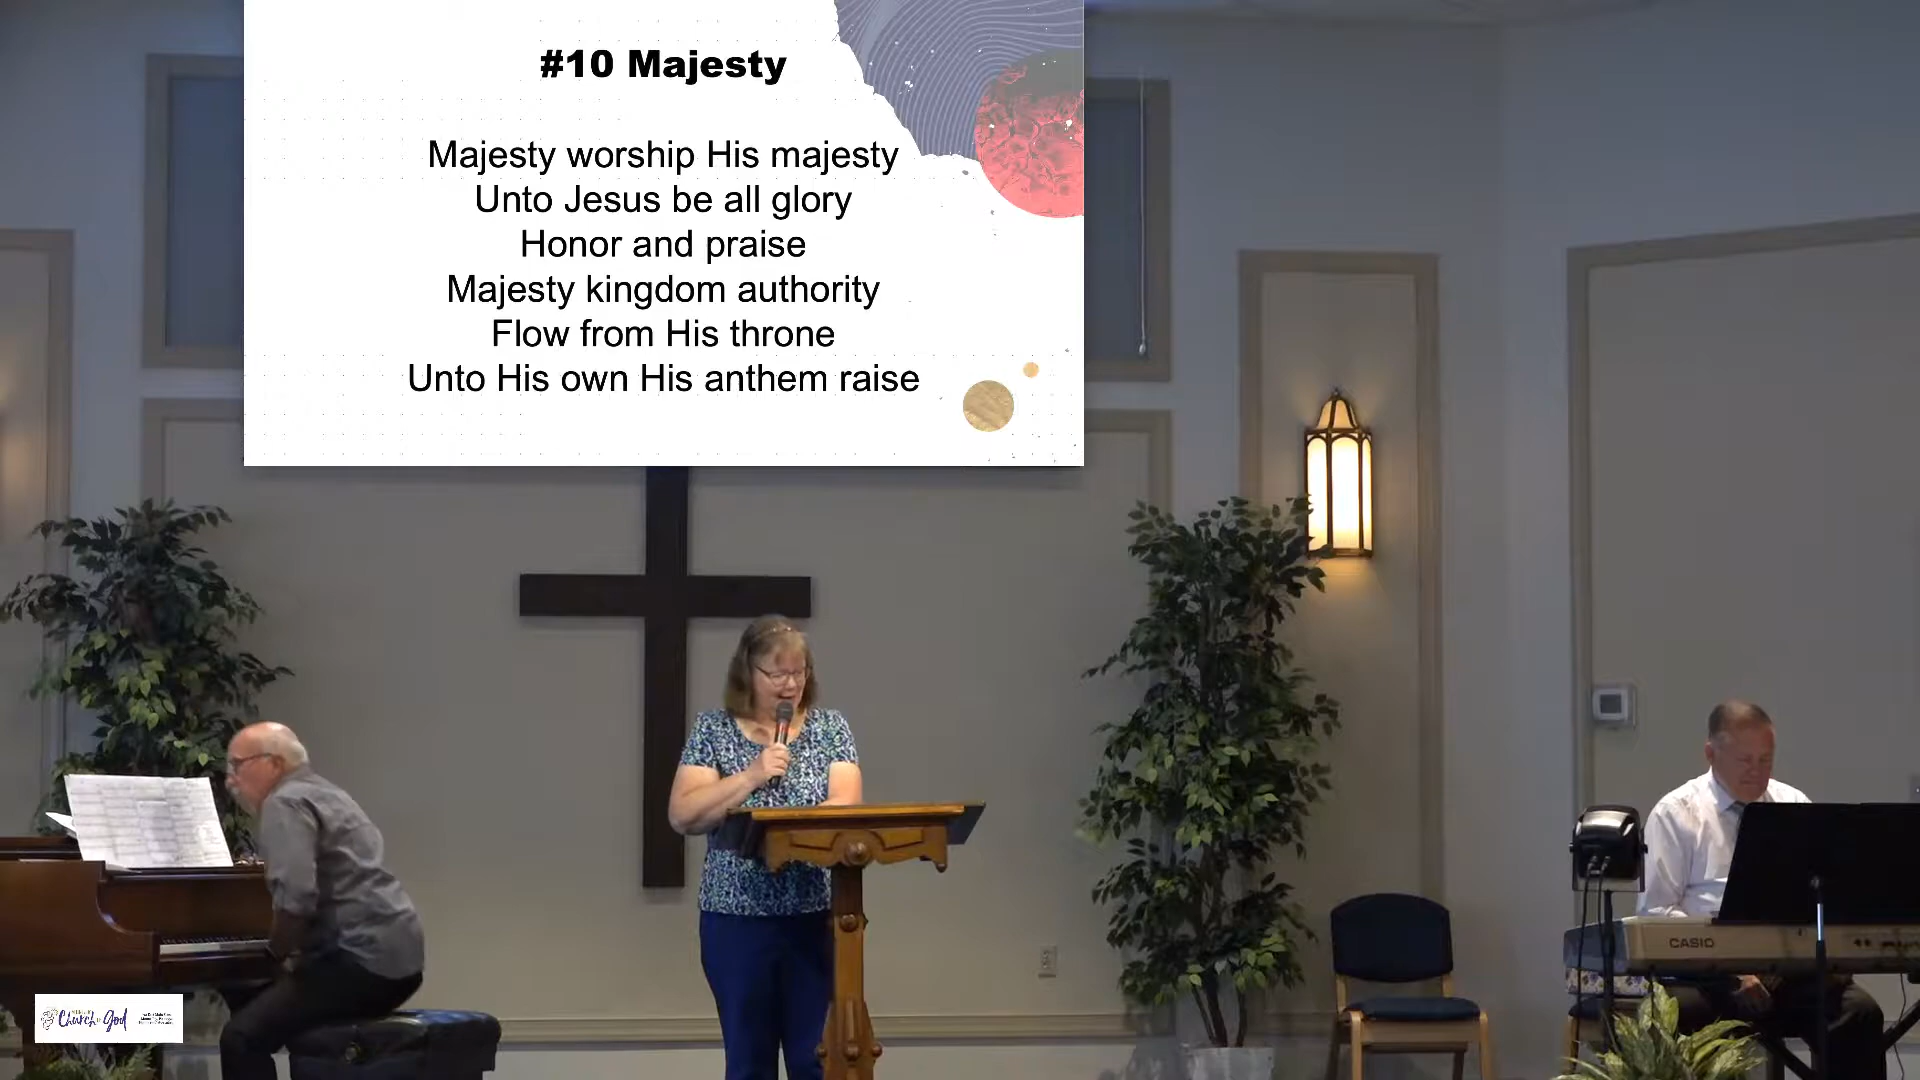 #10 Majesty
Majesty worship His majesty
Unto Jesus be all glory
Honor and praise
Majesty kingdom authority
Flow from His throne
Unto His own His anthem raise
CASIO
Church of God